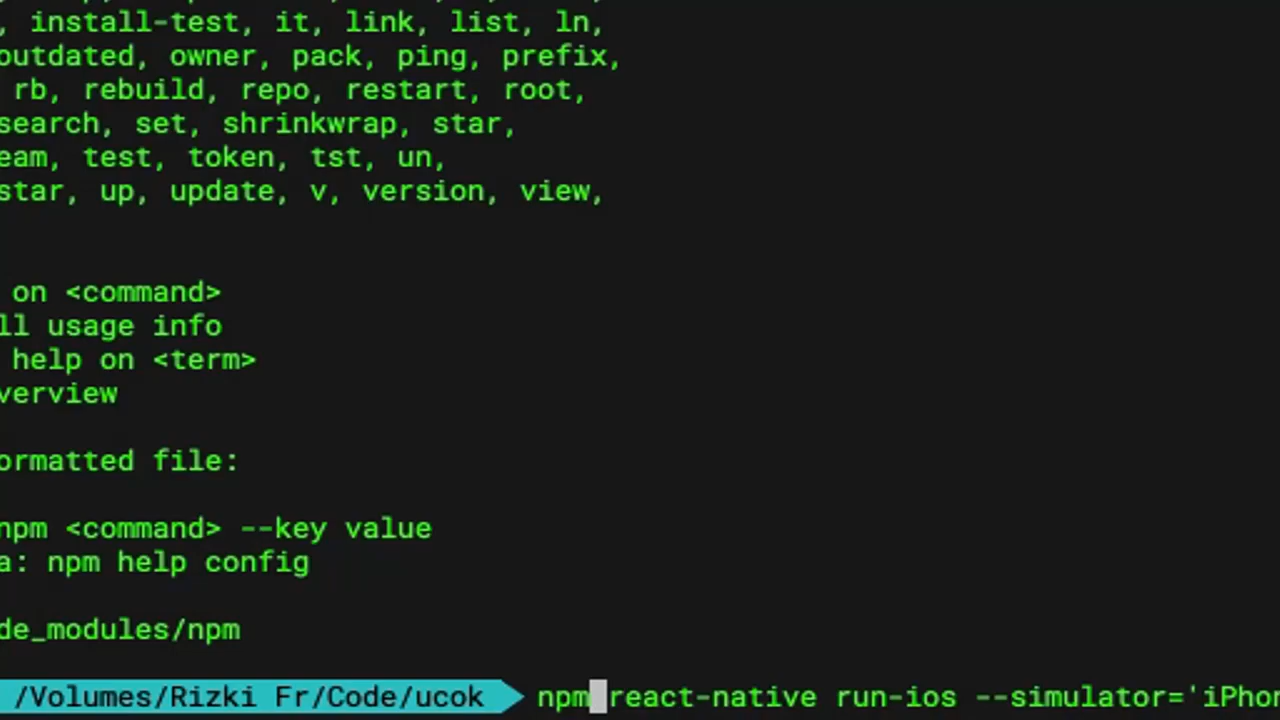 , install-test, it, link, list, ln,
outdated, owner, pack, ping, prefix,
rb, rebuild, repo, restart, root,
search, set, shrinkwrap, star,
eam, test, token, tst, un,
star, up, update, v, version, view,
on <command>
ll usage info
help on <term>
verview
ormatted file:
npm <command> --key value
a: npm help config
de_modules/npm
/Volumes/Rizki Fr/Code/ucok npm react-native run-ios --simulator='iPhon